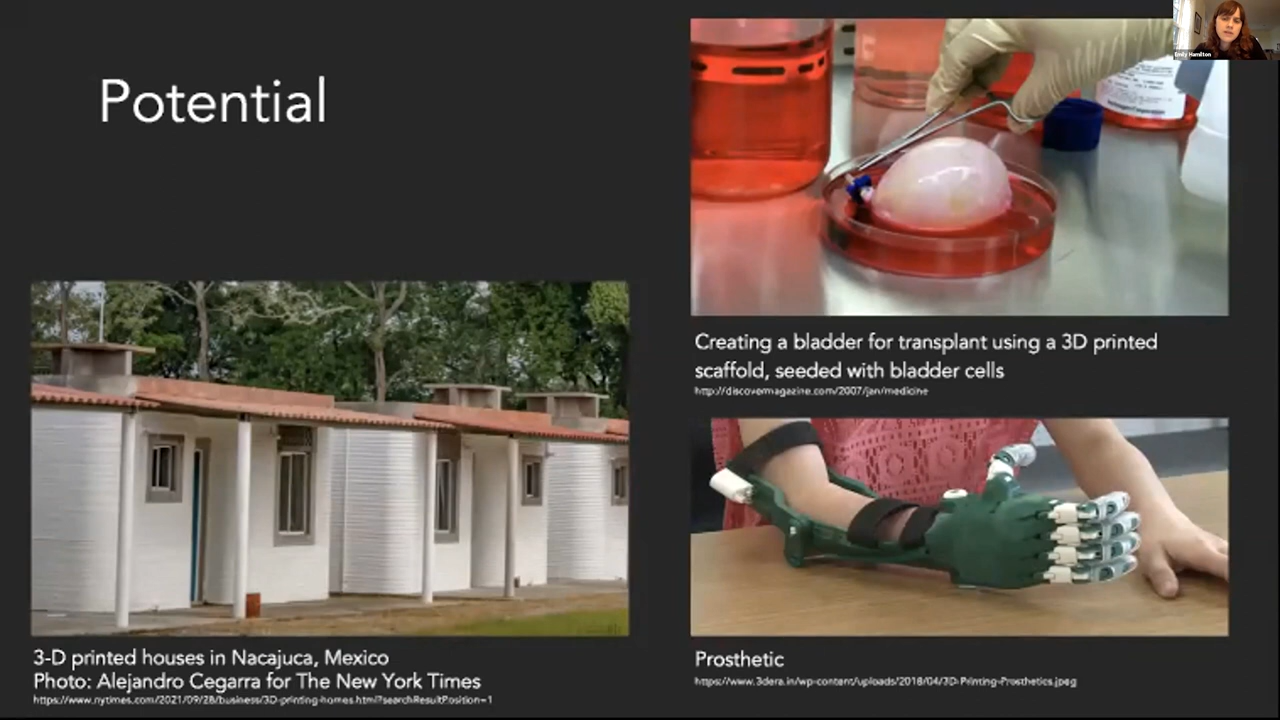 Potential
Emily Hamilton
Creating a bladder for transplant using a 3D printed
scaffold, seeded with bladder cells
http://discovermagazine.com/2007/jan/medicine
3-D printed houses in Nacajuca, Mexico
Photo: Alejandro Cegarra for The New York Times
https://www.nytimes.com/2021/09/28/business/3D-printing-homes.html?searchResultPosition=1
Prosthetic
https://www.3dera.in/wp-content/uploads/2018/04/3D-Printing-Prosthetics.jpeg